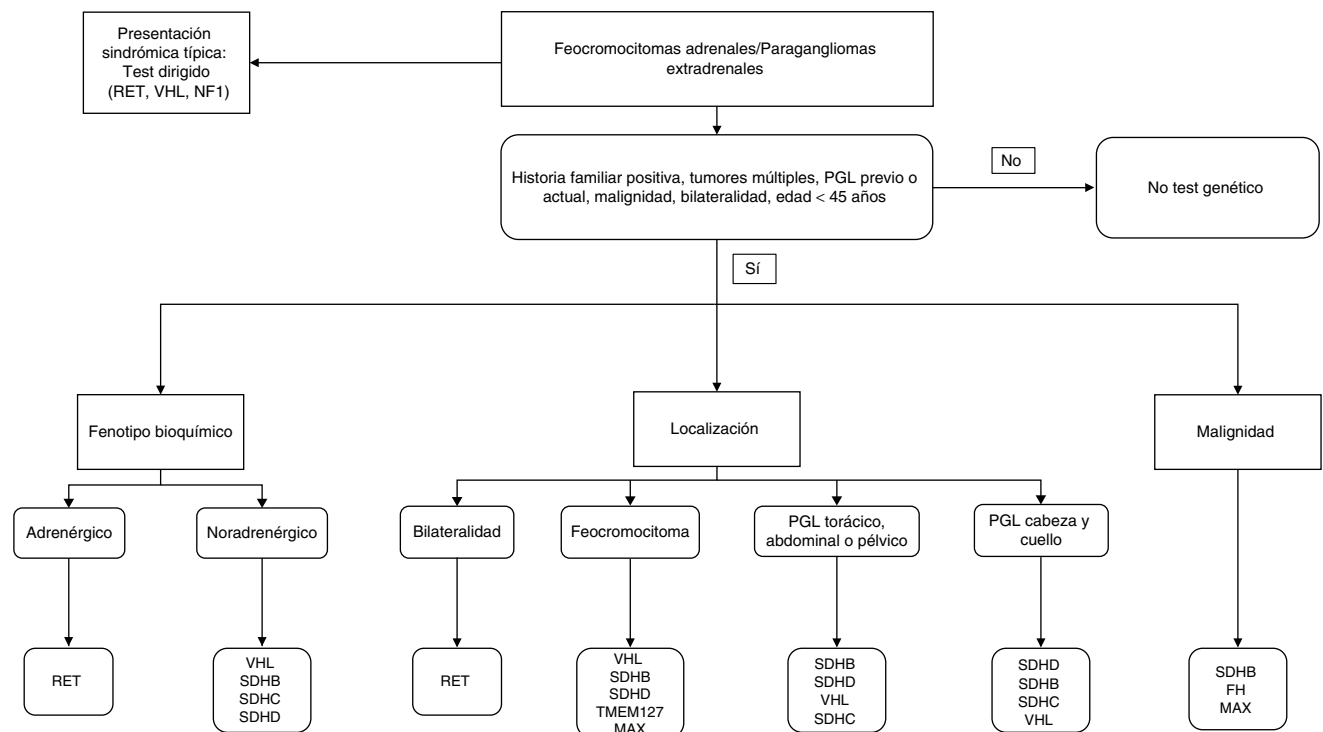 Presentación
sindrómica típica:
Test dirigido
(RET, VHL, NF1)
Feocromocitomas adrenales/Paragangliomas
extradrenales
Historia familiar positiva, tumores múltiples, PGL previo o
actual, malignidad, bilateralidad, edad < 45 años
No
No test genético
Sí
Fenotipo bioquímico
Localización
Malignidad
Adrenérgico
Noradrenérgico
Bilateralidad
Feocromocitoma
PGL torácico,
abdominal o pélvico
PGL cabeza y
cuello
RET
VHL
SDHB
SDHC
SDHD
RET
VHL
SDHB
SDHD
TMEM127
MAX
SDHB
SDHD
VHL
SDHC
SDHD
SDHB
SDHC
VHL
SDHB
FH
MAX